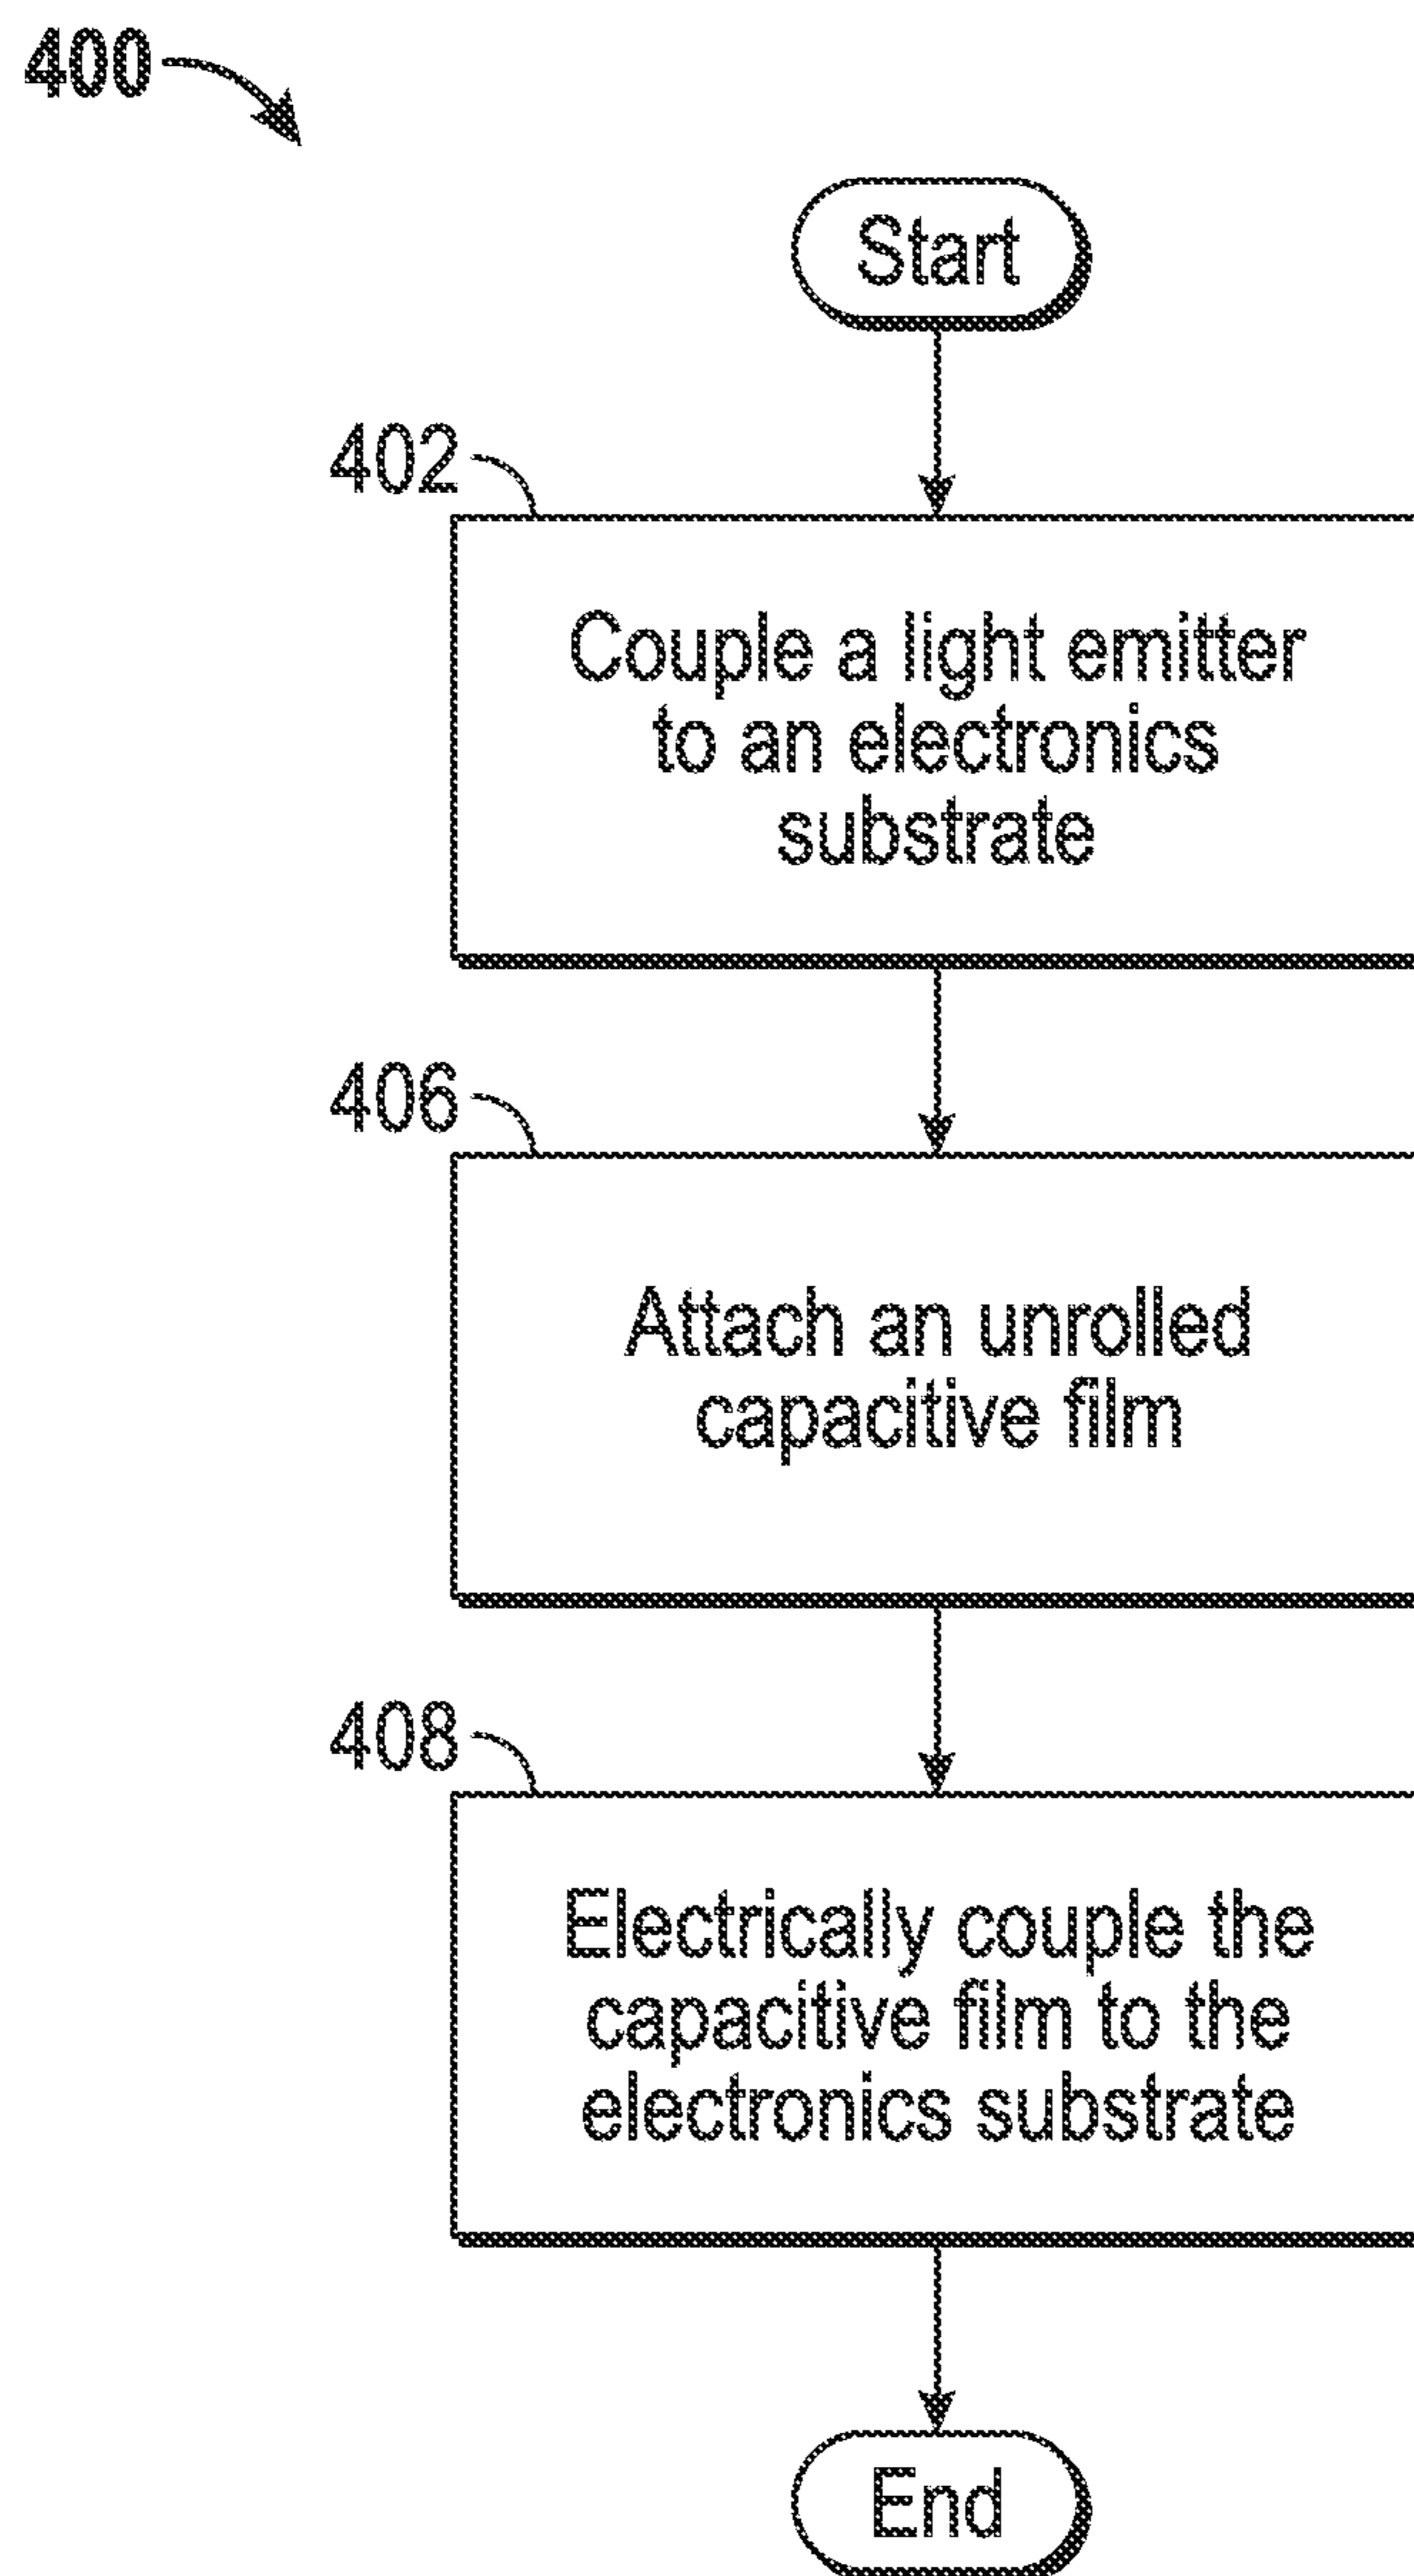 400
Start
402
Couple a light emitter
to an electronics
substrate
406
Attach an unrolled
capacitive film
408
Electrically couple the
capacitive film to the
electronics substrate
End